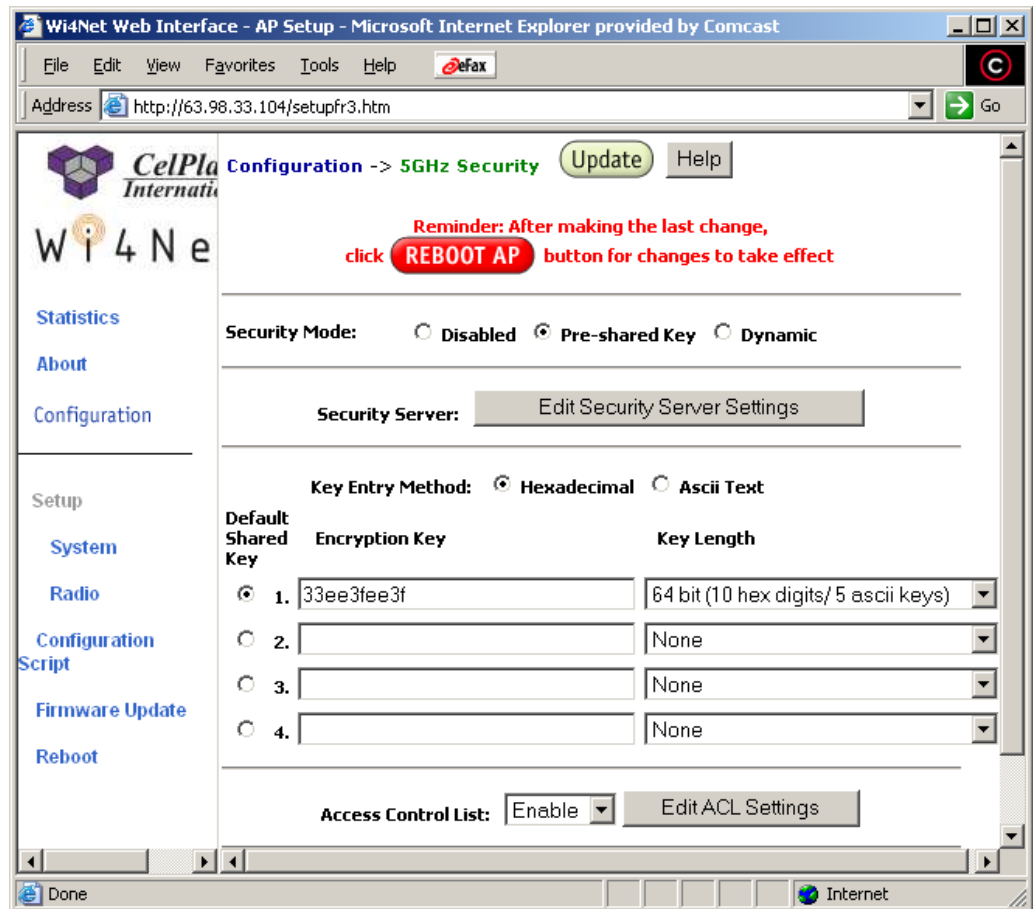 Wi4Net Web Interface - AP Setup - Microsoft Internet Explorer provided by Comcast
File Edit View Favorites Tools Help eFax
Address http://63.98.33.104/setupfr3.htm Go
CelPla
Internati
Wi4Ne
Statistics
About
Configuration
Setup
System
Radio
Configuration
Script
Firmware Update
Reboot
Configuration -> 5GHz Security Update Help
Reminder: After making the last change,
click REBOOT AP button for changes to take effect
Security Mode: Disabled Pre-shared Key Dynamic
Security Server: Edit Security Server Settings
Key Entry Method: Hexadecimal Ascii Text
Default
Shared Encryption Key Key Length
Key
1. 33ee3fee3f 64 bit (10 hex digits/ 5 ascii keys)
2. None
3. None
4. None
Access Control List: Enable Edit ACL Settings
Done Internet